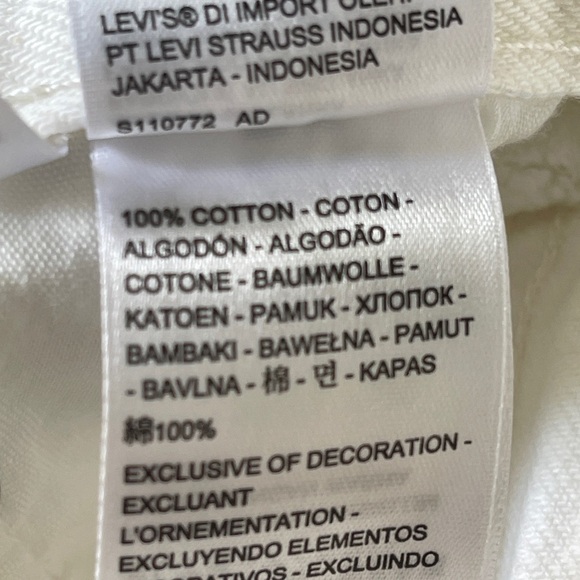 LEVI'S® DI IMPORT OLEH
PT LEVI STRAUSS INDONESIA
JAKARTA - INDONESIA
S110772 AD
100% COTTON - COTON -
ALGODÓN - ALGODÃO -
COTONE - BAUMWOLLE -
KATOEN - PAMUK - ХЛОПОК -
BAMBAKI - BAWEŁNA - PAMUT
- BAVLNA - 棉 - 면 - KAPAS
綿100%
EXCLUSIVE OF DECORATION -
EXCLUANT
L'ORNEMENTATION -
EXCLUYENDO ELEMENTOS
- EXCLUINDO